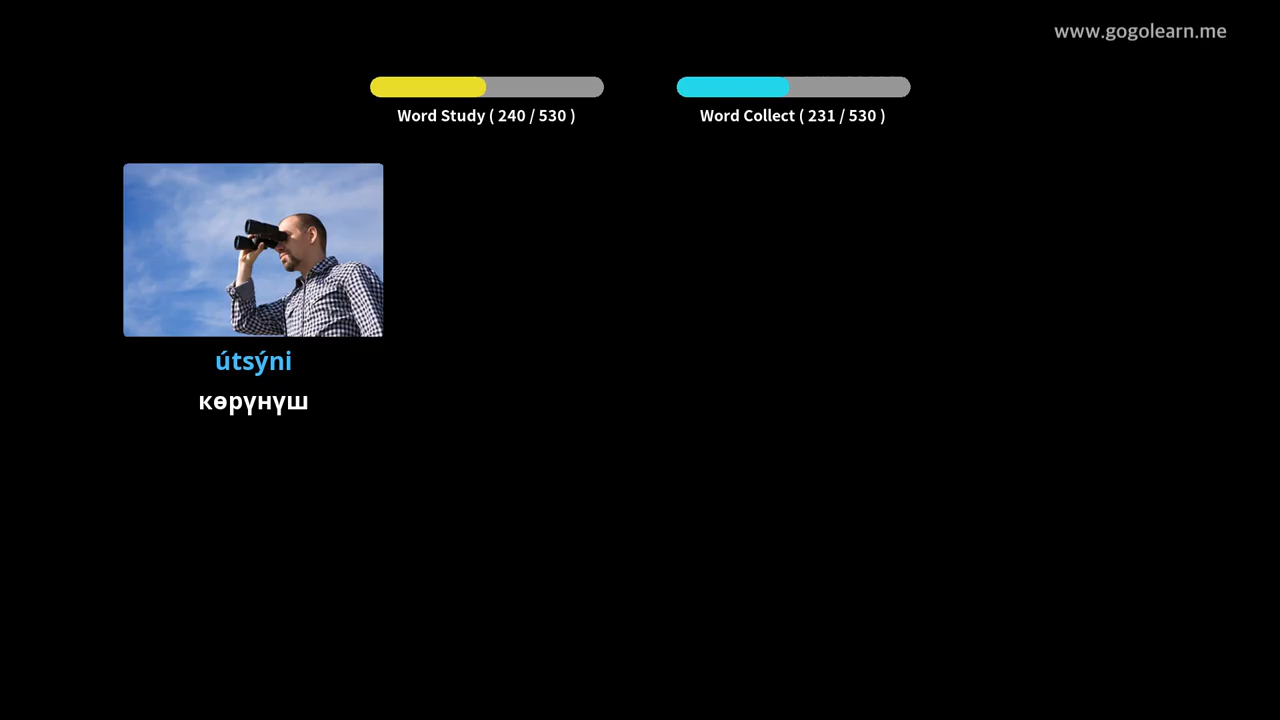 www.gogolearn.me
Word Study ( 240 / 530 )
Word Collect ( 231 / 530 )
útsýni
көрүнүш